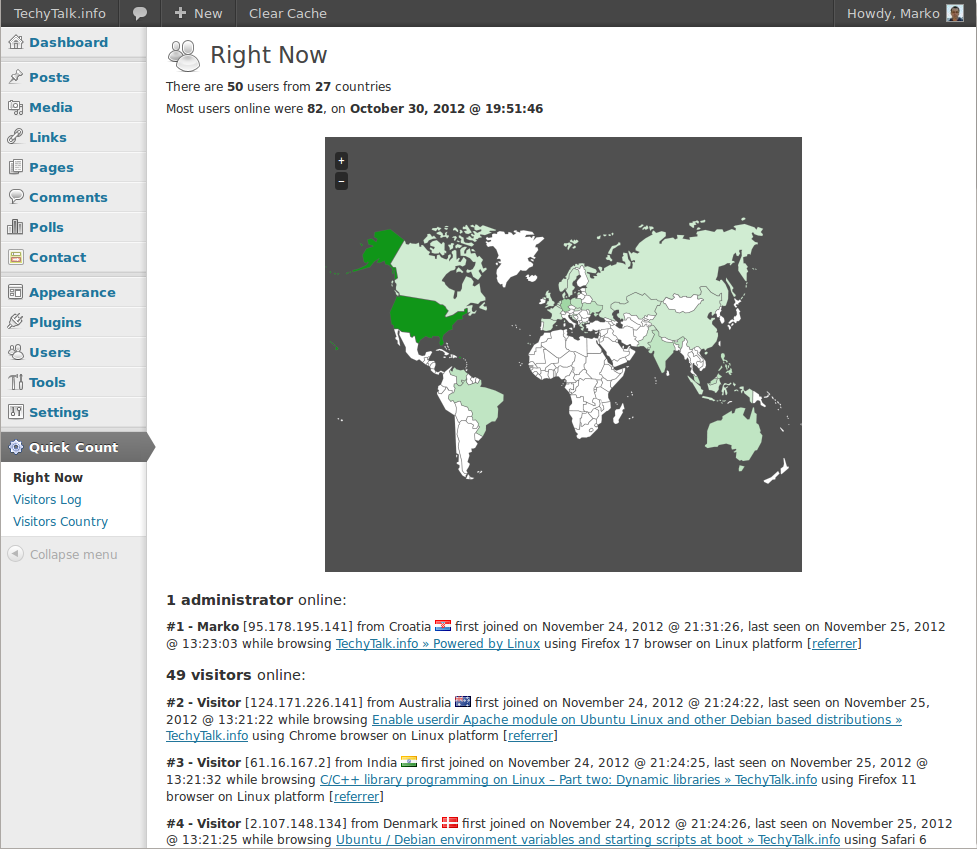 TechyTalk.info
New
Clear Cache
Howdy, Marko
Dashboard
Posts
Media
Links
Pages
Comments
Polls
Contact
Appearance
Plugins
Users
Tools
Settings
Quick Count
Right Now
Visitors Log
Visitors Country
Collapse menu
Right Now
There are 50 users from 27 countries
Most users online were 82, on October 30, 2012 @ 19:51:46
+
−
1 administrator online:
#1 - Marko [95.178.195.141] from Croatia first joined on November 24, 2012 @ 21:31:26, last seen on November 25, 2012
@ 13:23:03 while browsing TechyTalk.info » Powered by Linux using Firefox 17 browser on Linux platform [referrer]
49 visitors online:
#2 - Visitor [124.171.226.141] from Australia first joined on November 24, 2012 @ 21:24:22, last seen on November 25,
2012 @ 13:21:22 while browsing Enable userdir Apache module on Ubuntu Linux and other Debian based distributions »
TechyTalk.info using Chrome browser on Linux platform [referrer]
#3 - Visitor [61.16.167.2] from India first joined on November 24, 2012 @ 21:24:25, last seen on November 25, 2012 @
13:21:32 while browsing C/C++ library programming on Linux – Part two: Dynamic libraries » TechyTalk.info using Firefox 11
browser on Linux platform [referrer]
#4 - Visitor [2.107.148.134] from Denmark first joined on November 24, 2012 @ 21:24:26, last seen on November 25, 2012
@ 13:21:25 while browsing Ubuntu / Debian environment variables and starting scripts at boot » TechyTalk.info using Safari 6